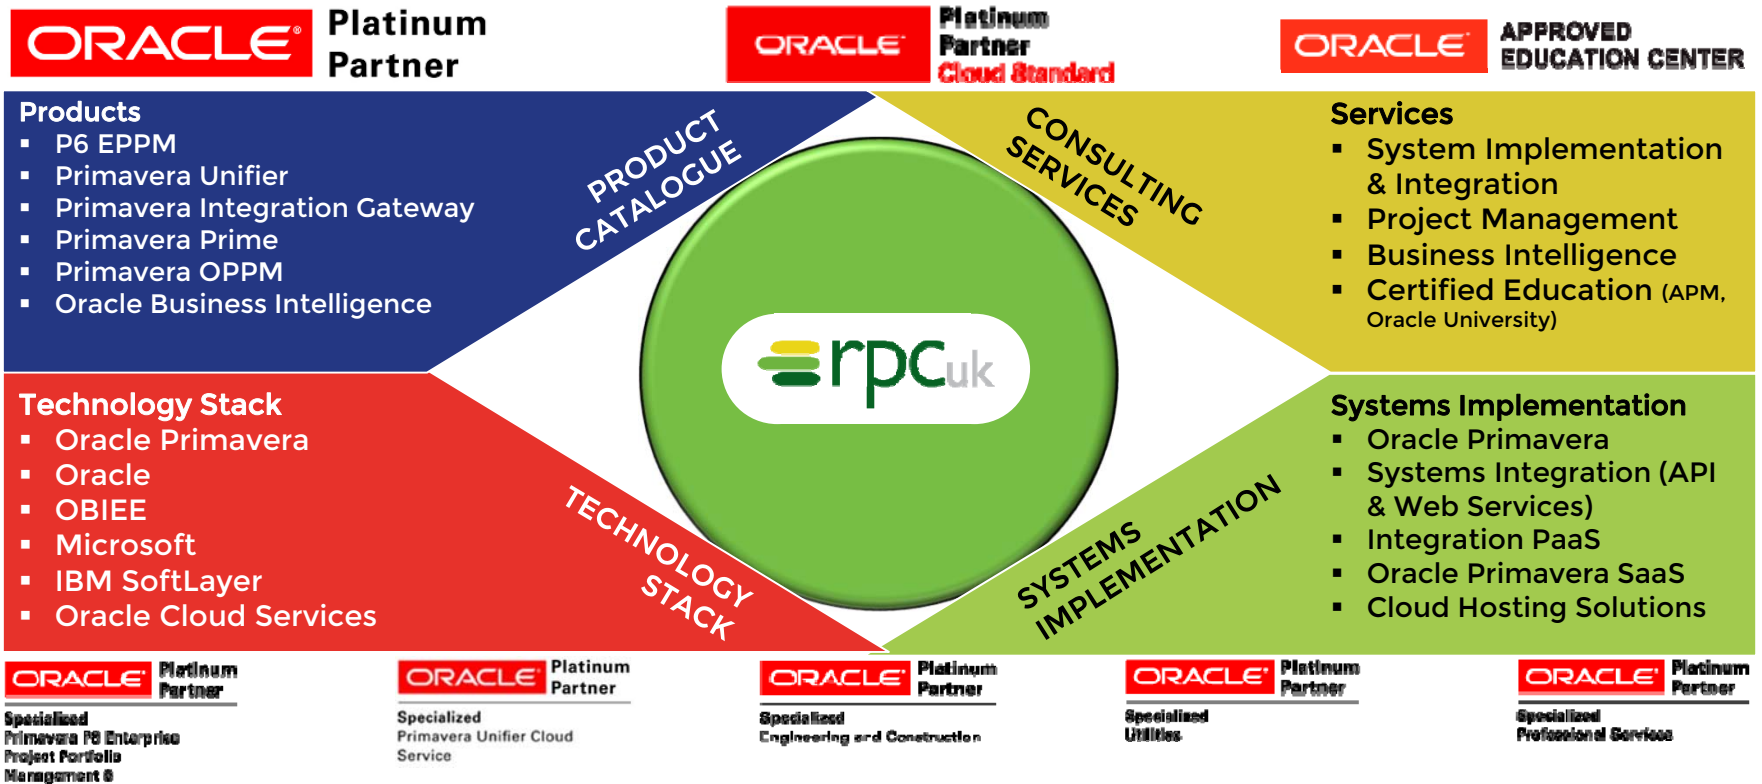 ORACLE® Platinum
Partner
ORACLE® Platinum
Partner
Cloud Standard
ORACLE® APPROVED
EDUCATION CENTER
Products
▪ P6 EPPM
▪ Primavera Unifier
▪ Primavera Integration Gateway
▪ Primavera Prime
▪ Primavera OPPM
▪ Oracle Business Intelligence
PRODUCT
CATALOGUE
CONSULTING
SERVICES
Services
▪ System Implementation
& Integration
▪ Project Management
▪ Business Intelligence
▪ Certified Education (APM,
Oracle University)
rpc uk
Technology Stack
▪ Oracle Primavera
▪ Oracle
▪ OBIEE
▪ Microsoft
▪ IBM SoftLayer
▪ Oracle Cloud Services
TECHNOLOGY
STACK
SYSTEMS
IMPLEMENTATION
Systems Implementation
▪ Oracle Primavera
▪ Systems Integration (API
& Web Services)
▪ Integration PaaS
▪ Oracle Primavera SaaS
▪ Cloud Hosting Solutions
ORACLE® Platinum
Partner
Specialized
Primavera P6 Enterprise
Project Portfolio
Management 8
ORACLE® Platinum
Partner
Specialized
Primavera Unifier Cloud
Service
ORACLE® Platinum
Partner
Specialized
Engineering and Construction
ORACLE® Platinum
Partner
Specialized
Utilities
ORACLE® Platinum
Partner
Specialized
Professional Services